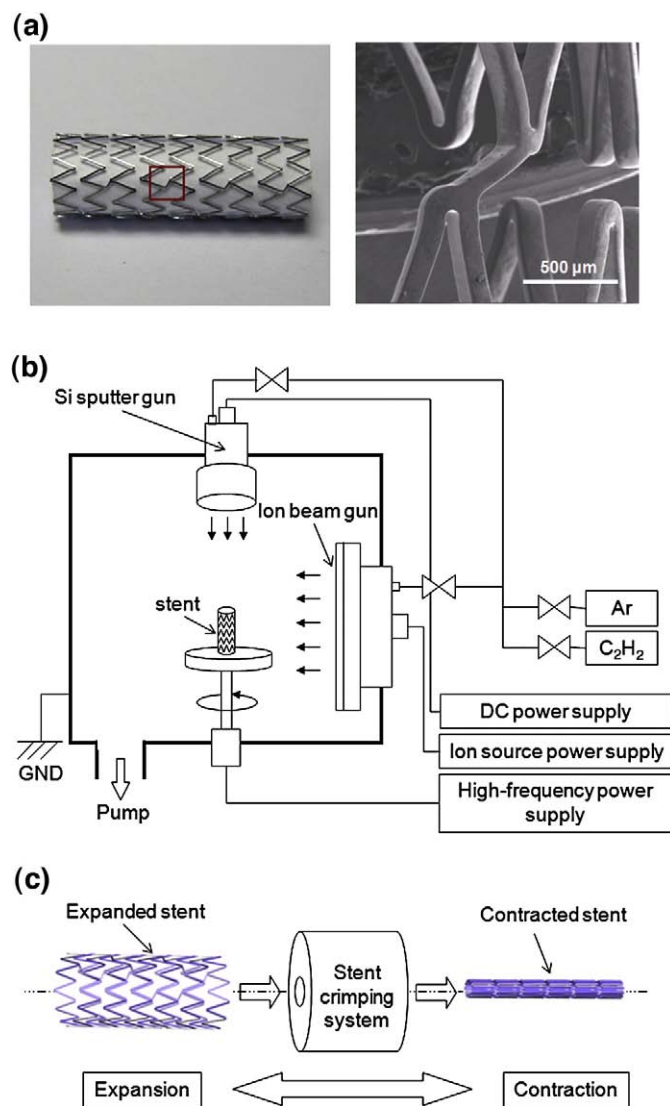 (a)
500 µm
(b)
Si sputter gun
Ion beam gun
stent
Ar
C₂H₂
DC power supply
Ion source power supply
High-frequency power
supply
GND
Pump
(c)
Expanded stent
Contracted stent
Stent
crimping
system
Expansion
Contraction